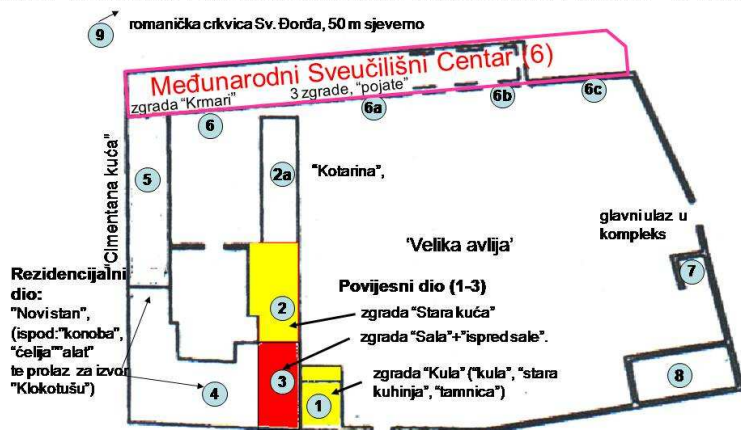 9
romanička crkvica Sv. Đorđa, 50 m sjeverno
Međunarodni Sveučilišni Centar (6)
zgrada "Krmari"
3 zgrade, "pojate"
6
6a
6b
6c
"CImentana kuća"
5
2a
"Kotarina",
glavni ulaz u
kompleks
'Velika avlija'
7
Rezidencijalni
dio:
"Novi stan",
(ispod:"konoba",
"ćelija""alat"
te prolaz za izvor
"Klokotušu")
Povijesni dio (1-3)
2
zgrada "Stara kuća"
zgrada "Sala"+"ispred sale".
3
4
zgrada "Kula" ("kula", "stara
kuhinja", "tamnica")
1
8